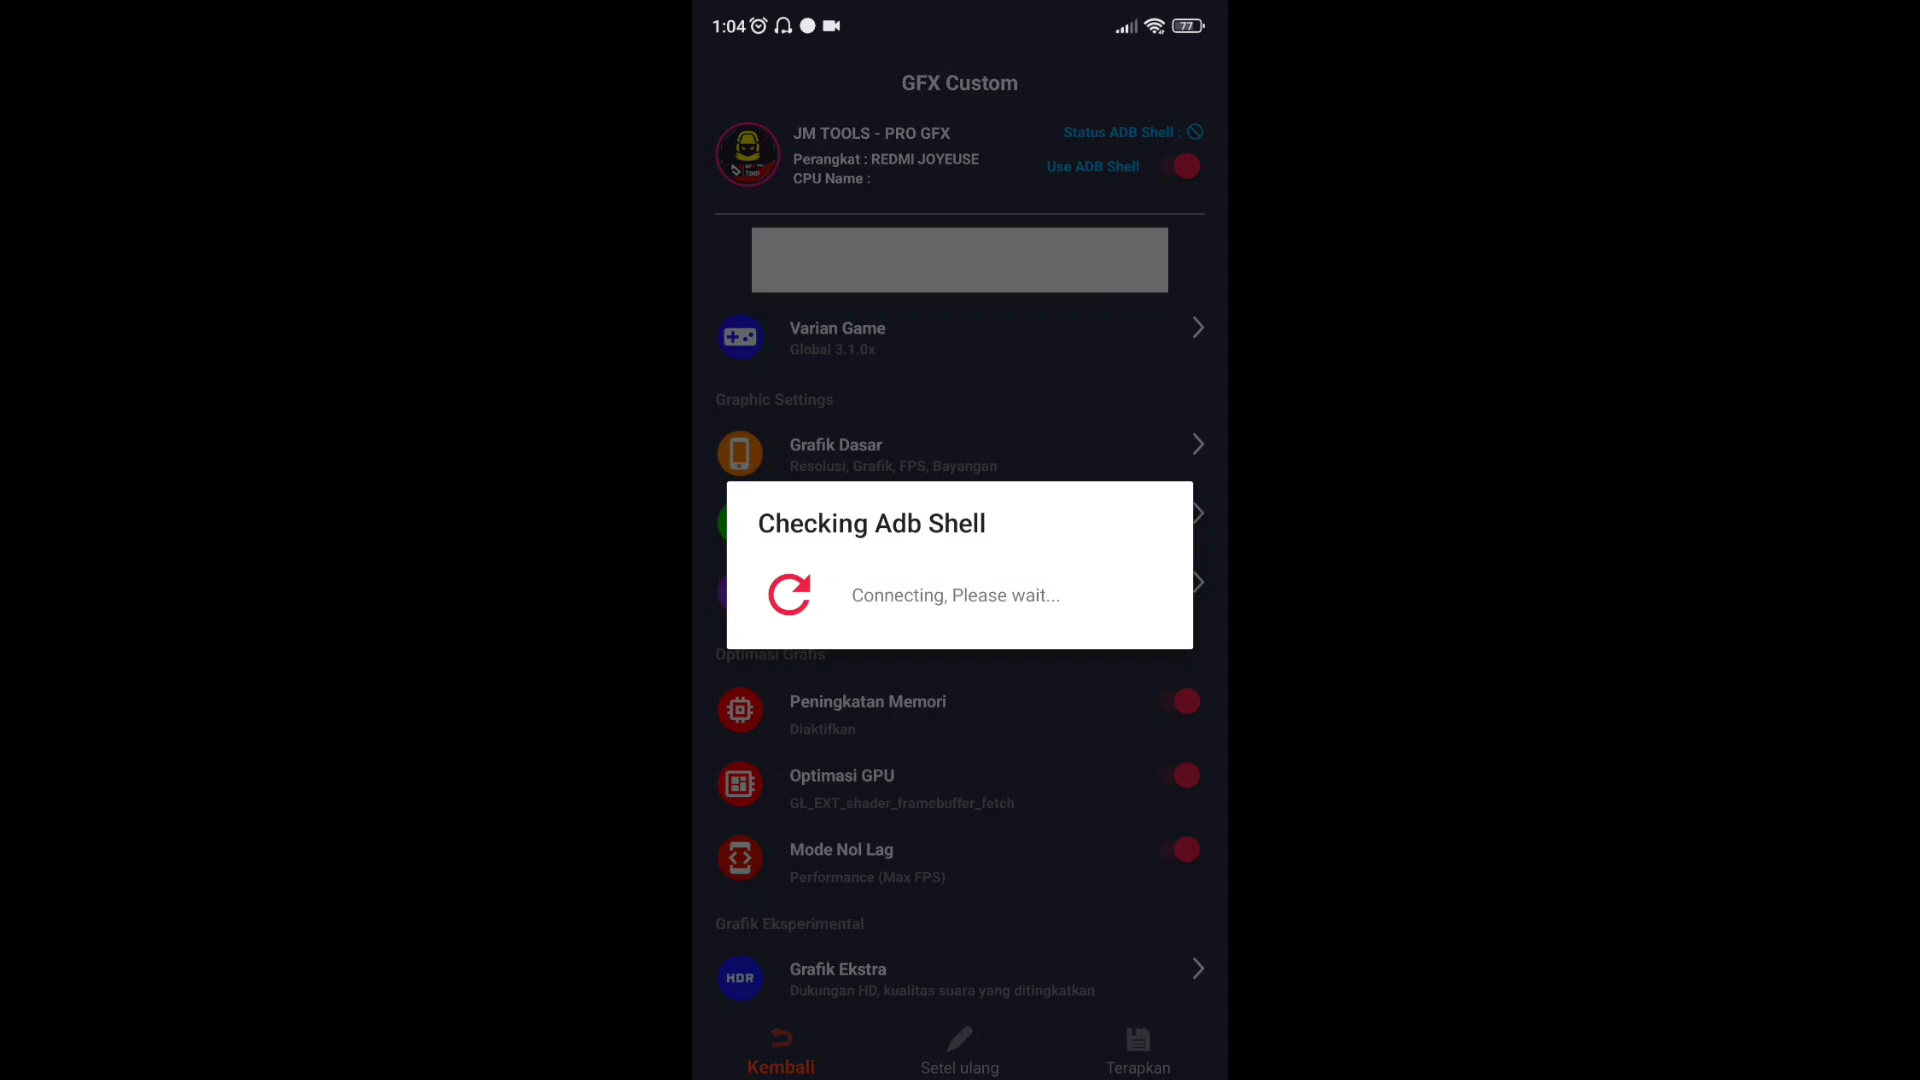 1:04
77
GFX Custom
JM TOOLS - PRO GFX
Status ADB Shell :
Perangkat : REDMI JOYEUSE
Use ADB Shell
CPU Name :
Varian Game
Global 3.1.0x
Graphic Settings
Grafik Dasar
Resolusi, Grafik, FPS, Bayangan
Checking Adb Shell
Connecting, Please wait...
Optimasi Grafis
Peningkatan Memori
Diaktifkan
Optimasi GPU
GL_EXT_shader_framebuffer_fetch
Mode Nol Lag
Performance (Max FPS)
Grafik Eksperimental
HDR
Grafik Ekstra
Dukungan HD, kualitas suara yang ditingkatkan
Kembali
Setel ulang
Terapkan